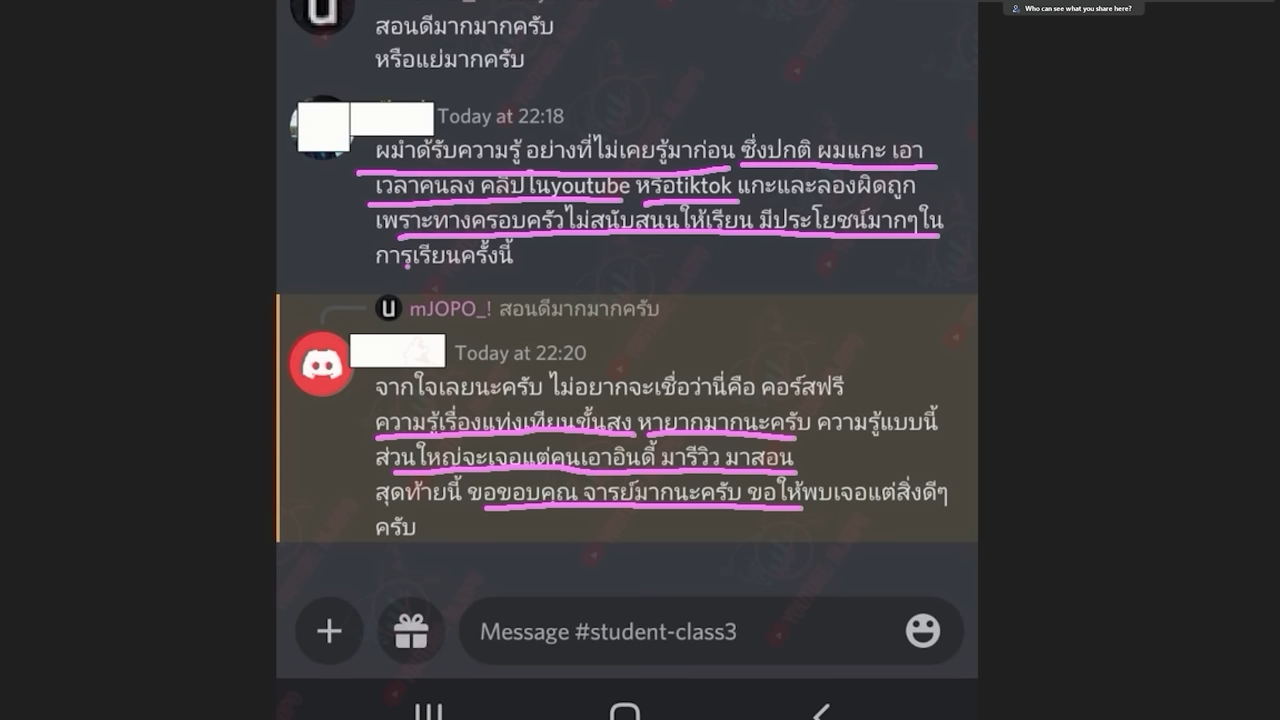 Who can see what you share here?
สอนดีมากมากครับ
หรือแย่มากครับ
Today at 22:18
ผมำด้รับความรู้ อย่างที่ไม่เคยรู้มาก่อน ซึ่งปกติ ผมแกะ เอา
เวลาคนลง คลิปในyoutube หรือtiktok แกะและลองผิดถูก
เพราะทางครอบครัวไม่สนับสนนให้เรียน มีประโยชน์มากๆใน
การเรียนครั้งนี้
mJOPO_! สอนดีมากมากครับ
Today at 22:20
จากใจเลยนะครับ ไม่อยากจะเชื่อว่านี่คือ คอร์สฟรี
ความรู้เรื่องแท่งเทียนขั้นสง หายากมากนะครับ ความรู้แบบนี้
ส่วนใหญ่จะเจอแต่คนเอาอินดี้ มารีวิว มาสอน
สุดท้ายนี้ ขอขอบคุณ จารย์มากนะครับ ขอให้พบเจอแต่สิ่งดีๆ
ครับ
Message #student-class3